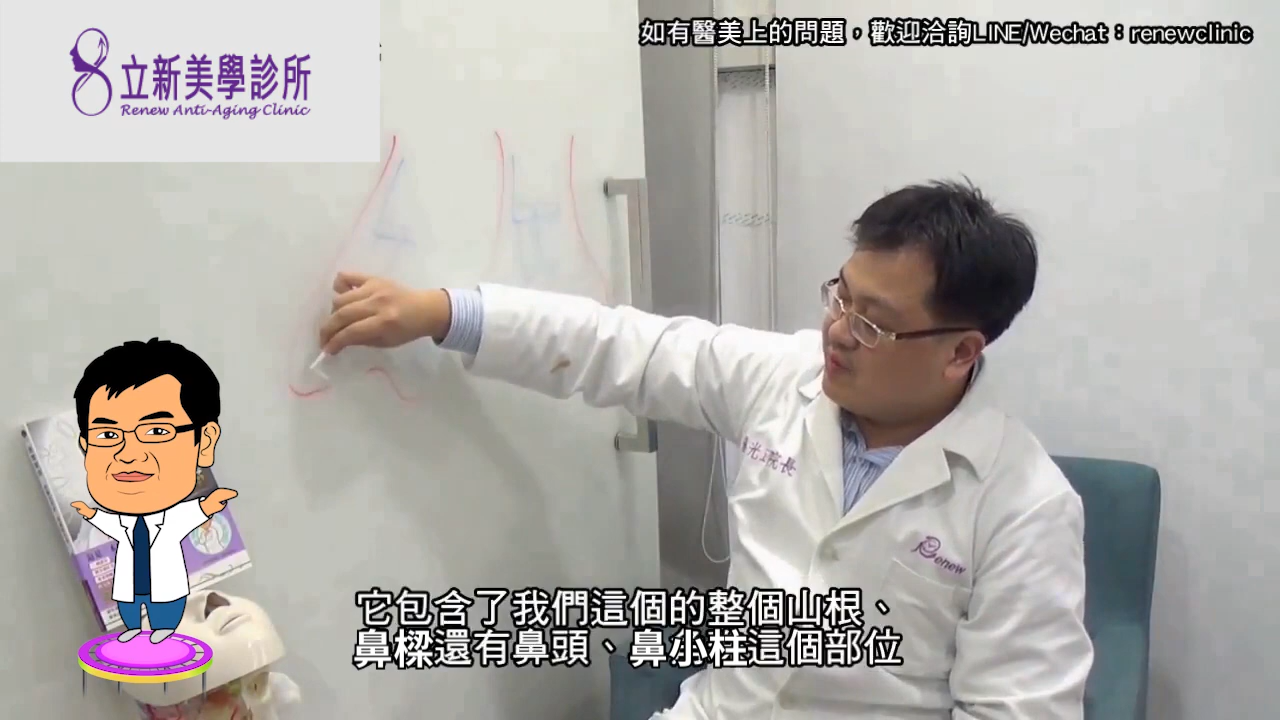 如有醫美上的問題，歡迎洽詢LINE/Wechat：renewclinic
立新美學診所
Renew Anti-Aging Clinic
院長
Renew
它包含了我們這個的整個山根、
鼻樑還有鼻頭、鼻小柱這個部位